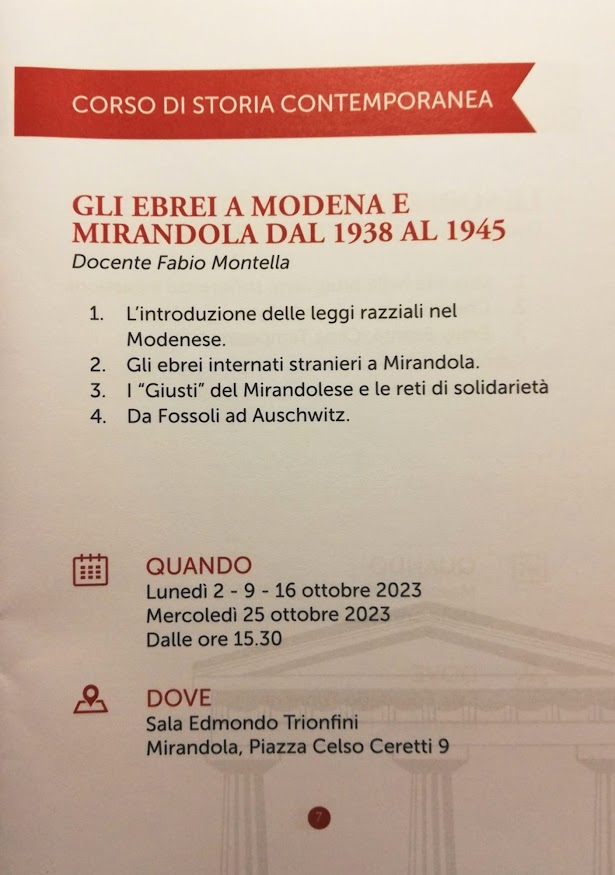 CORSO DI STORIA CONTEMPORANEA
GLI EBREI A MODENA E
MIRANDOLA DAL 1938 AL 1945
Docente Fabio Montella
1. L'introduzione delle leggi razziali nel
Modenese.
2. Gli ebrei internati stranieri a Mirandola.
3. I “Giusti” del Mirandolese e le reti di solidarietà
4. Da Fossoli ad Auschwitz.
QUANDO
Lunedì 2 - 9 - 16 ottobre 2023
Mercoledì 25 ottobre 2023
Dalle ore 15.30
DOVE
Sala Edmondo Trionfini
Mirandola, Piazza Celso Ceretti 9
7